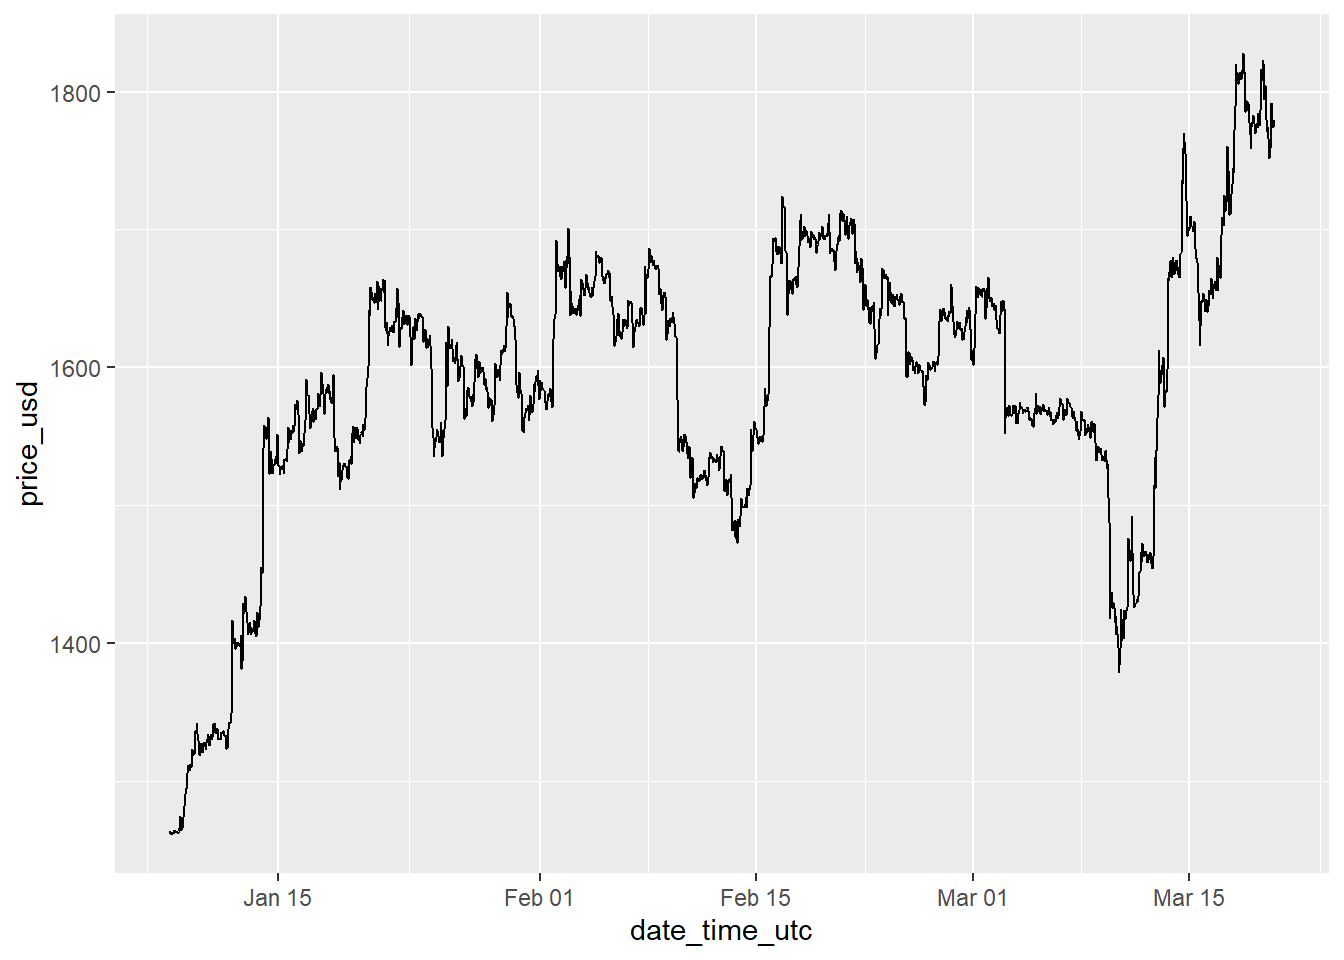 1800
1600
1400
price_usd
Jan 15
Feb 01
Feb 15
Mar 01
Mar 15
date_time_utc